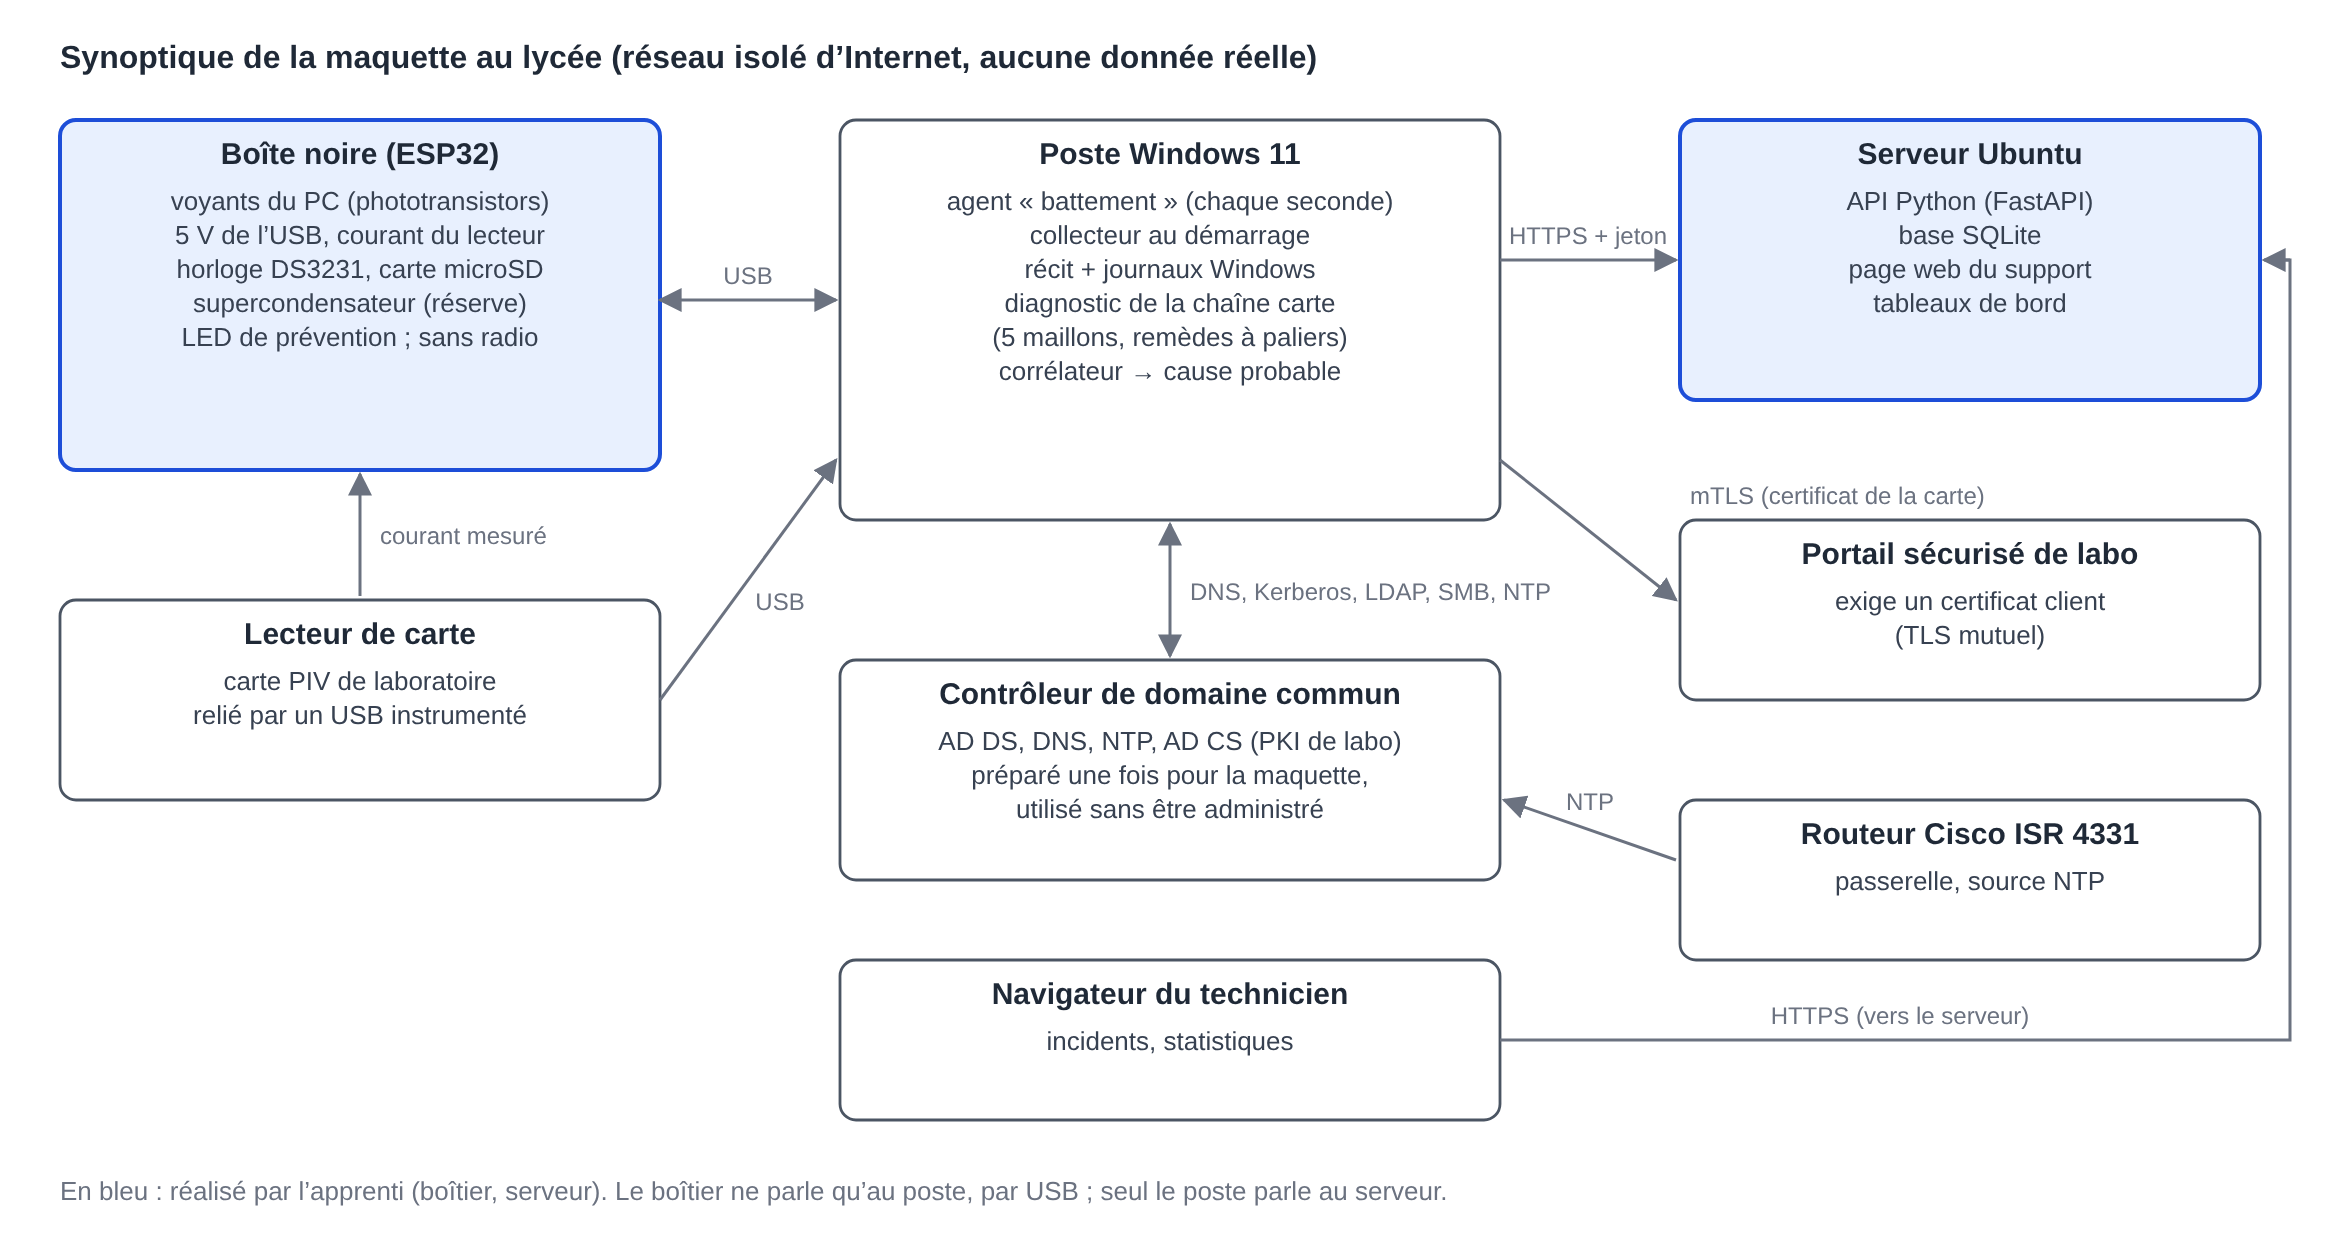 Synoptique de la maquette au lycée (réseau isolé d’Internet, aucune donnée réelle)
Boîte noire (ESP32)
voyants du PC (phototransistors)
5 V de l’USB, courant du lecteur
horloge DS3231, carte microSD
supercondensateur (réserve)
LED de prévention ; sans radio
USB
Poste Windows 11
agent « battement » (chaque seconde)
collecteur au démarrage
récit + journaux Windows
diagnostic de la chaîne carte
(5 maillons, remèdes à paliers)
corrélateur → cause probable
HTTPS + jeton
Serveur Ubuntu
API Python (FastAPI)
base SQLite
page web du support
tableaux de bord
courant mesuré
USB
DNS, Kerberos, LDAP, SMB, NTP
mTLS (certificat de la carte)
Portail sécurisé de labo
exige un certificat client
(TLS mutuel)
Lecteur de carte
carte PIV de laboratoire
relié par un USB instrumenté
Contrôleur de domaine commun
AD DS, DNS, NTP, AD CS (PKI de labo)
préparé une fois pour la maquette,
utilisé sans être administré
NTP
Routeur Cisco ISR 4331
passerelle, source NTP
Navigateur du technicien
incidents, statistiques
HTTPS (vers le serveur)
En bleu : réalisé par l’apprenti (boîtier, serveur). Le boîtier ne parle qu’au poste, par USB ; seul le poste parle au serveur.